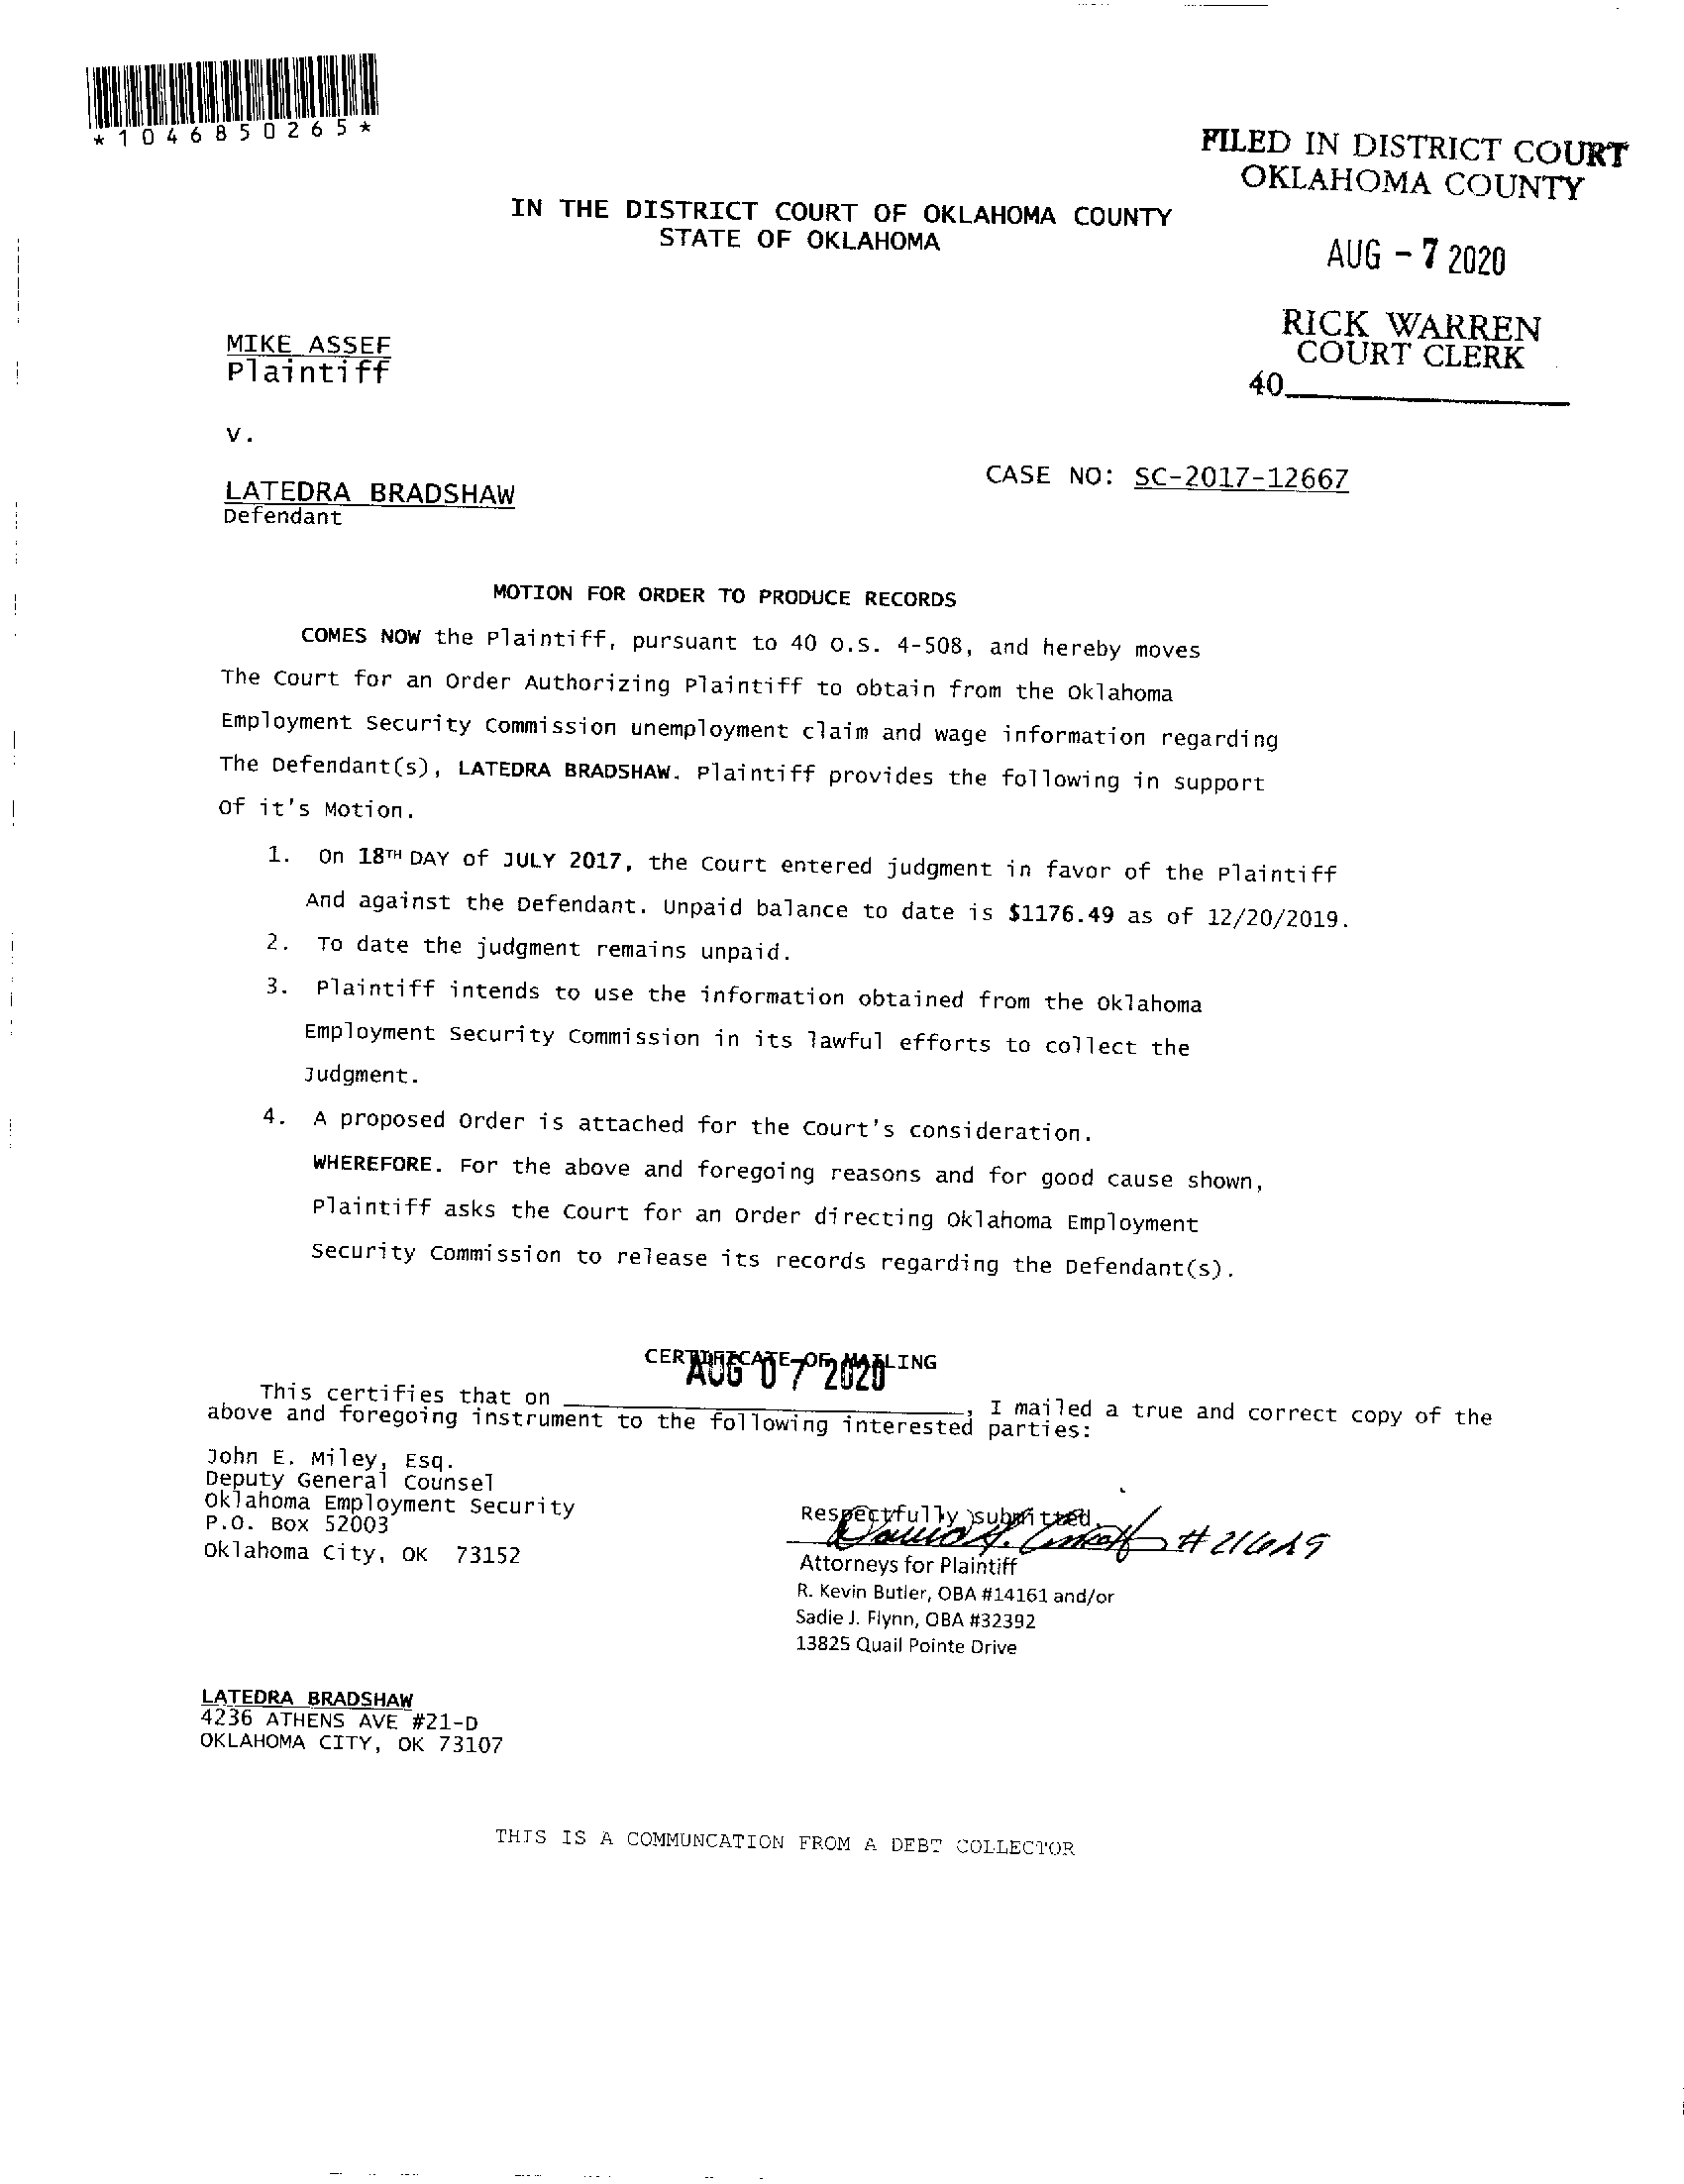 *1046850265*
FILED IN DISTRICT COURT
OKLAHOMA COUNTY
IN THE DISTRICT COURT OF OKLAHOMA COUNTY
STATE OF OKLAHOMA
AUG - 7 2020
RICK WARREN
COURT CLERK
40
MIKE ASSEF
Plaintiff
v.
CASE NO: SC-2017-12667
LATEDRA BRADSHAW
Defendant
MOTION FOR ORDER TO PRODUCE RECORDS
COMES NOW the Plaintiff, pursuant to 40 O.S. 4-508, and hereby moves
The Court for an Order Authorizing Plaintiff to obtain from the Oklahoma
Employment Security Commission unemployment claim and wage information regarding
The Defendant(s), LATEDRA BRADSHAW. Plaintiff provides the following in support
Of it's Motion.
1. On 18TH DAY of JULY 2017, the Court entered judgment in favor of the Plaintiff
And against the Defendant. Unpaid balance to date is $1176.49 as of 12/20/2019.
2. To date the judgment remains unpaid.
3. Plaintiff intends to use the information obtained from the Oklahoma
Employment Security Commission in its lawful efforts to collect the
Judgment.
4. A proposed Order is attached for the Court's consideration.
WHEREFORE. For the above and foregoing reasons and for good cause shown,
Plaintiff asks the Court for an Order directing Oklahoma Employment
Security Commission to release its records regarding the Defendant(s).
CERTIFICATE OF MAILING
AUG 07 2020
This certifies that on ______, I mailed a true and correct copy of the
above and foregoing instrument to the following interested parties:
John E. Miley, Esq.
Deputy General Counsel
Oklahoma Employment Security
P.O. Box 52003
Oklahoma City, OK 73152
Respectfully submitted,
#21629
Attorneys for Plaintiff
R. Kevin Butler, OBA #14161 and/or
Sadie J. Flynn, OBA #32392
13825 Quail Pointe Drive
LATEDRA BRADSHAW
4236 ATHENS AVE #21-D
OKLAHOMA CITY, OK 73107
THIS IS A COMMUNCATION FROM A DEBT COLLECTOR